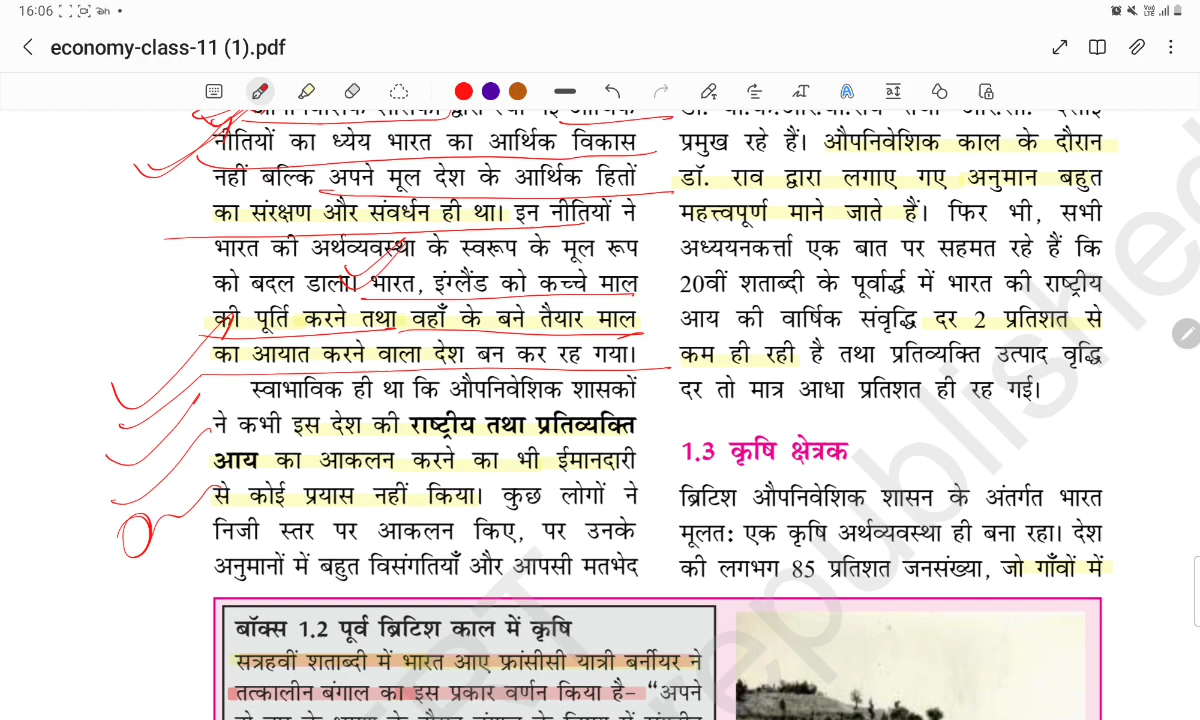 16:06
economy-class-11 (1).pdf
नीतियों का ध्येय भारत का आर्थिक विकास
नहीं बल्कि अपने मूल देश के आर्थिक हितों
का संरक्षण और संवर्धन ही था। इन नीतियों ने
भारत की अर्थव्यवस्था के स्वरूप के मूल रूप
को बदल डाला। भारत, इंग्लैंड को कच्चे माल
की पूर्ति करने तथा वहाँ के बने तैयार माल
का आयात करने वाला देश बन कर रह गया।
स्वाभाविक ही था कि औपनिवेशिक शासकों
ने कभी इस देश की राष्ट्रीय तथा प्रतिव्यक्ति
आय का आकलन करने का भी ईमानदारी
से कोई प्रयास नहीं किया। कुछ लोगों ने
निजी स्तर पर आकलन किए, पर उनके
अनुमानों में बहुत विसंगतियाँ और आपसी मतभेद
प्रमुख रहे हैं। औपनिवेशिक काल के दौरान
डॉ. राव द्वारा लगाए गए अनुमान बहुत
महत्त्वपूर्ण माने जाते हैं। फिर भी, सभी
अध्ययनकर्त्ता एक बात पर सहमत रहे हैं कि
20वीं शताब्दी के पूर्वार्द्ध में भारत की राष्ट्रीय
आय की वार्षिक संवृद्धि दर 2 प्रतिशत से
कम ही रही है तथा प्रतिव्यक्ति उत्पाद वृद्धि
दर तो मात्र आधा प्रतिशत ही रह गई।
1.3 कृषि क्षेत्रक
ब्रिटिश औपनिवेशिक शासन के अंतर्गत भारत
मूलत: एक कृषि अर्थव्यवस्था ही बना रहा। देश
की लगभग 85 प्रतिशत जनसंख्या, जो गाँवों में
बॉक्स 1.2 पूर्व ब्रिटिश काल में कृषि
सत्रहवीं शताब्दी में भारत आए फ्रांसीसी यात्री बर्नीयर ने
तत्कालीन बंगाल का इस प्रकार वर्णन किया है– “अपने
republished